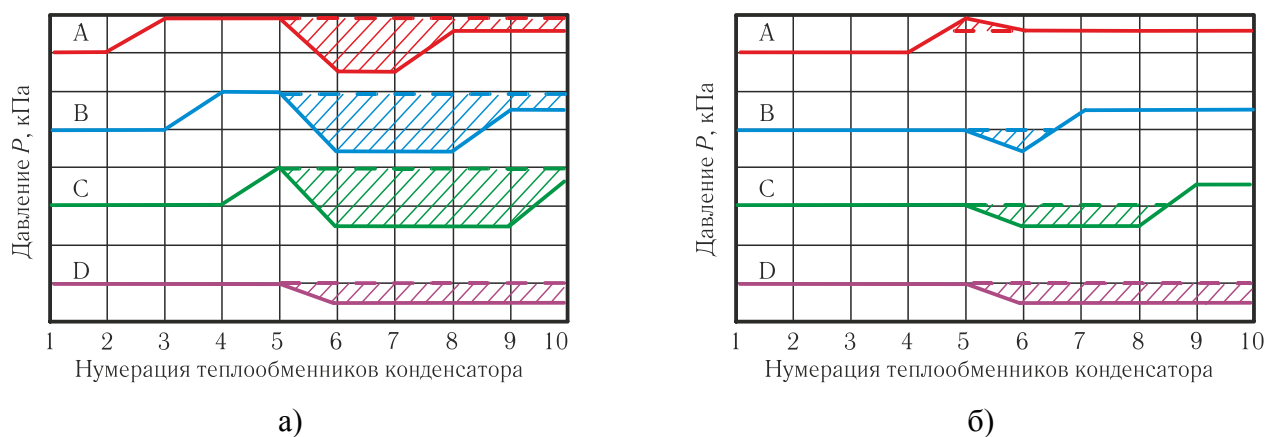 Давление P, кПа
A
B
C
D
1 2 3 4 5 6 7 8 9 10
Нумерация теплообменников конденсатора
а)
Давление P, кПа
A
B
C
D
1 2 3 4 5 6 7 8 9 10
Нумерация теплообменников конденсатора
б)